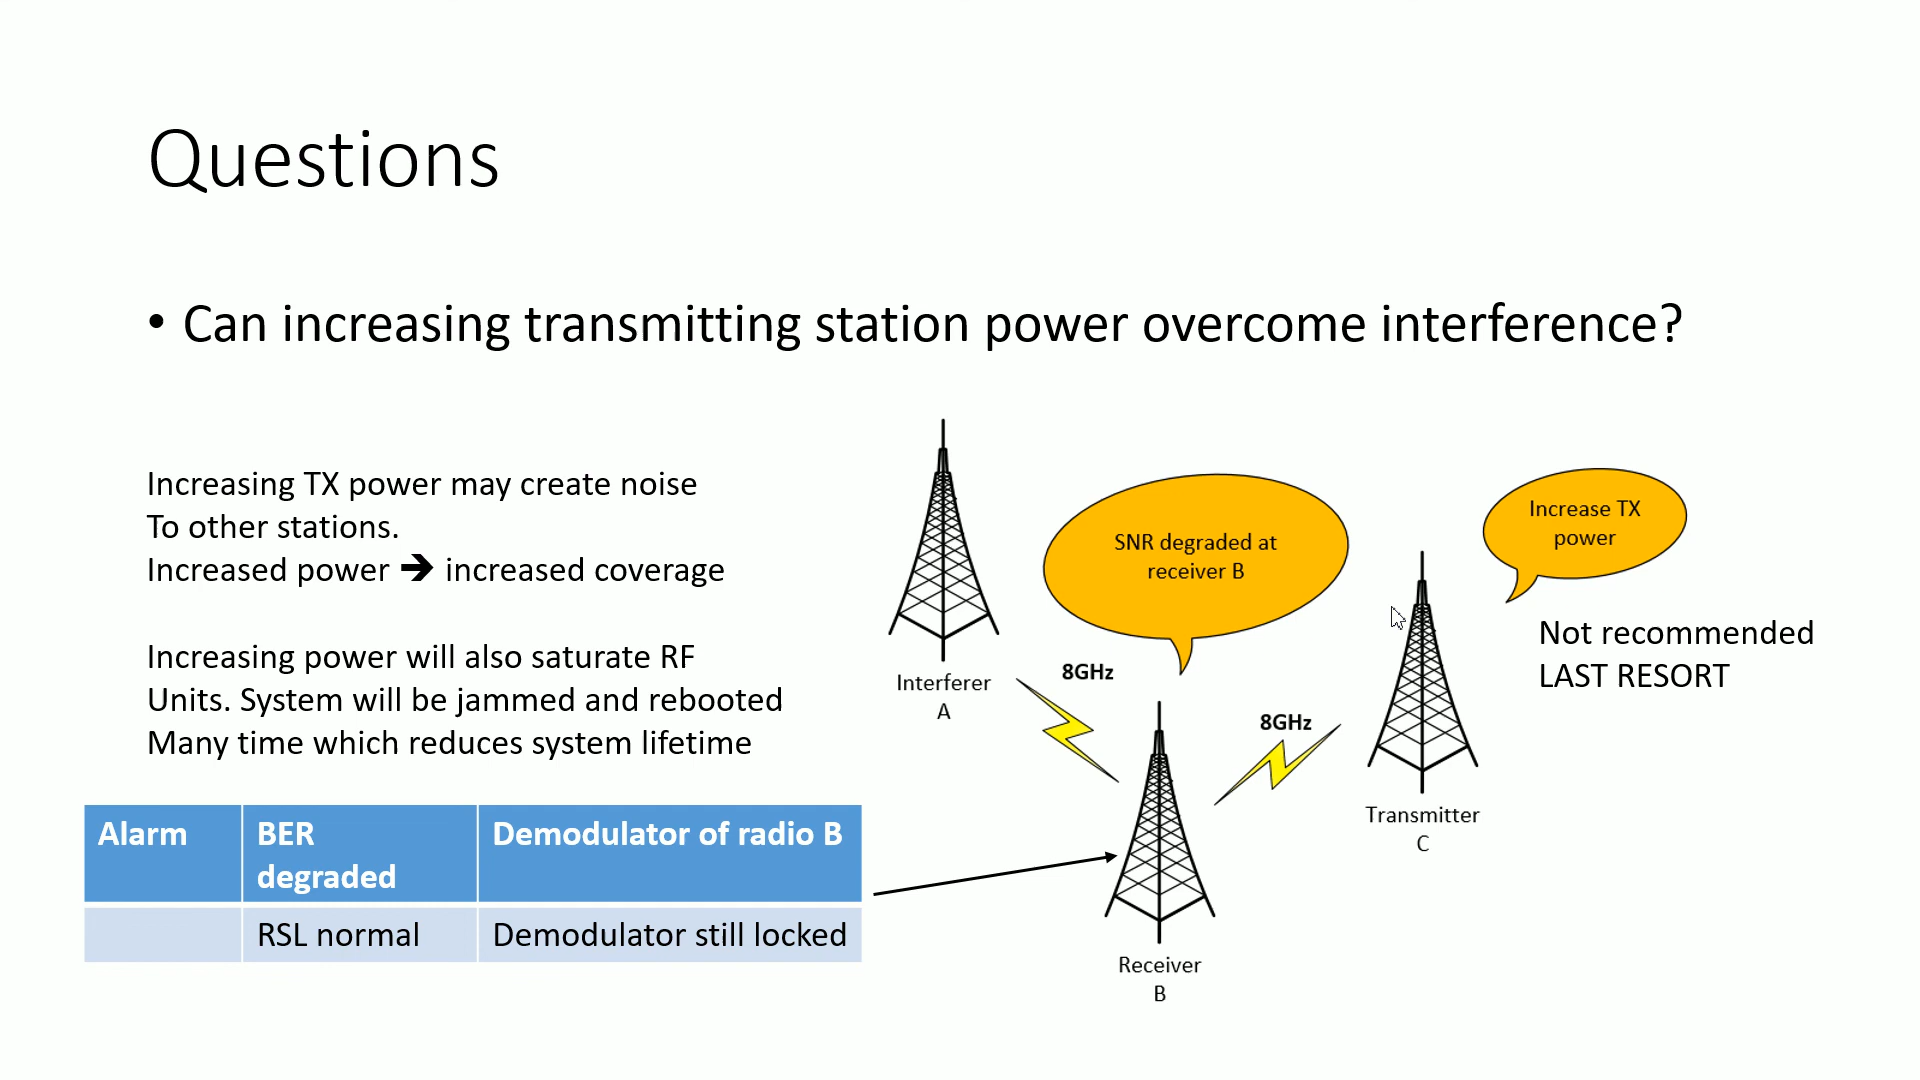 Questions
• Can increasing transmitting station power overcome interference?
Increasing TX power may create noise
To other stations.
Increased power ➔ increased coverage
Increasing power will also saturate RF
Units. System will be jammed and rebooted
Many time which reduces system lifetime
Alarm
BER
degraded
Demodulator of radio B
RSL normal
Demodulator still locked
Interferer
A
8GHz
SNR degraded at
receiver B
8GHz
Receiver
B
Increase TX
power
Not recommended
LAST RESORT
Transmitter
C